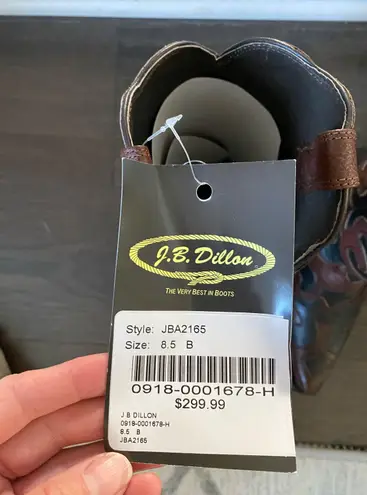 J.B. Dillon
THE VERY BEST IN BOOTS
Style: JBA2165
Size: 8.5 B
0918-0001678-H
$299.99
J B DILLON
0918-0001678-H
8.5 B
JBA2165